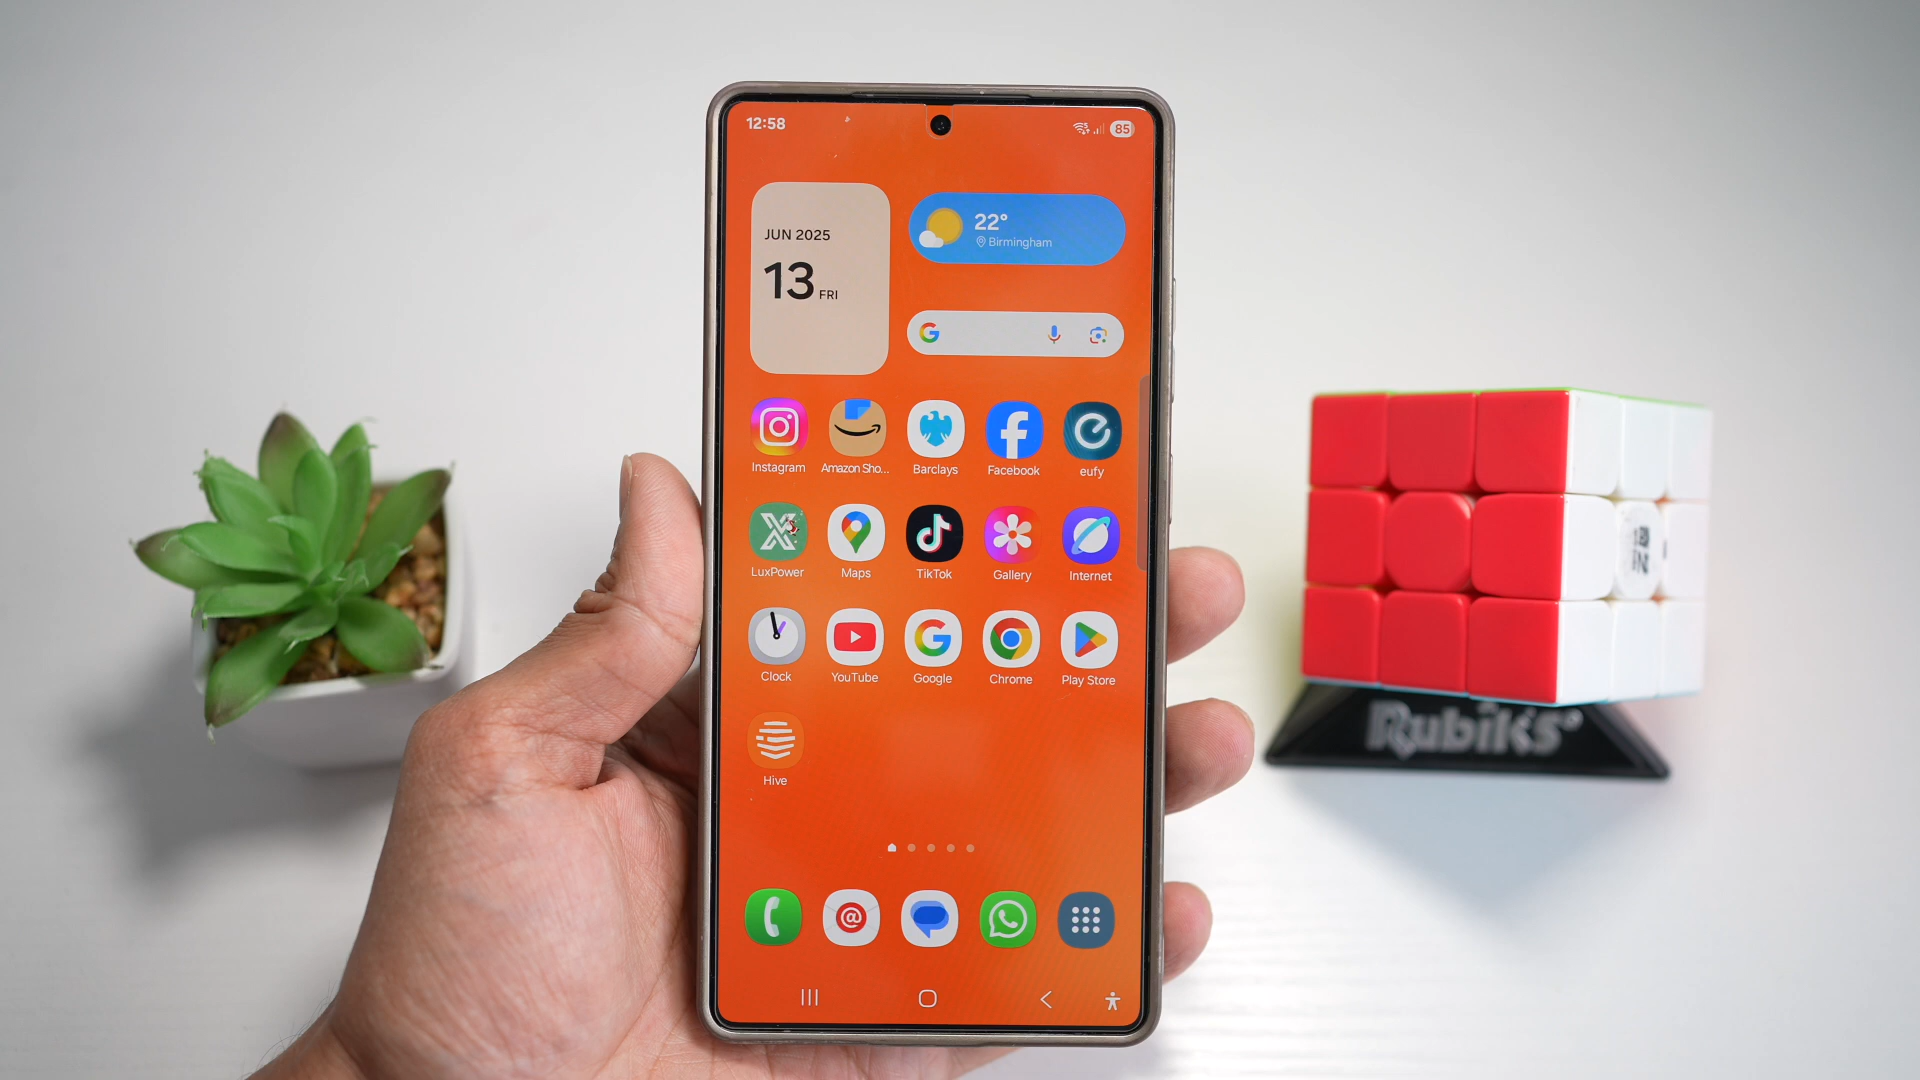 12:58
85
JUN 2025
13 FRI
22°
Birmingham
Instagram
Amazon Sho...
Barclays
Facebook
eufy
LuxPower
Maps
TikTok
Gallery
Internet
Clock
YouTube
Google
Chrome
Play Store
Hive
Rubik's